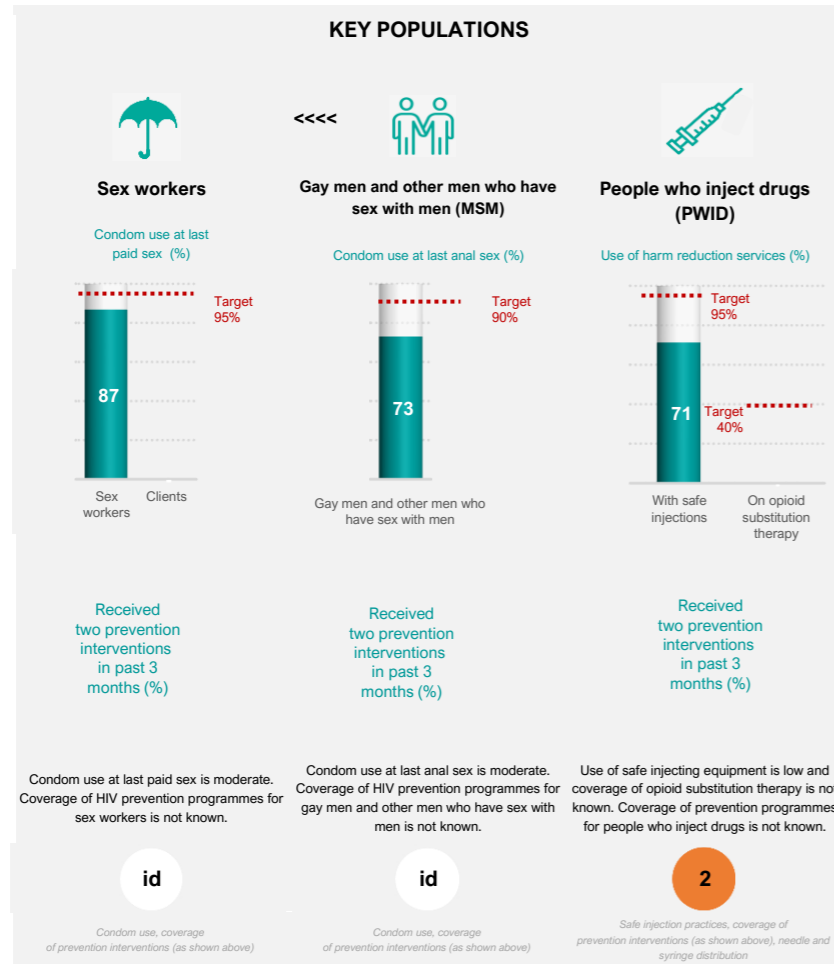 KEY POPULATIONS
<<<<
Sex workers
Condom use at last
paid sex (%)
Target
95%
87
Sex
workers
Clients
Received
two prevention
interventions
in past 3
months (%)
Condom use at last paid sex is moderate.
Coverage of HIV prevention programmes for
sex workers is not known.
id
Condom use, coverage
of prevention interventions (as shown above)
Gay men and other men who have
sex with men (MSM)
Condom use at last anal sex (%)
Target
90%
73
Gay men and other men who
have sex with men
Received
two prevention
interventions
in past 3
months (%)
Condom use at last anal sex is moderate.
Coverage of HIV prevention programmes for
gay men and other men who have sex with
men is not known.
id
Condom use, coverage
of prevention interventions (as shown above)
People who inject drugs
(PWID)
Use of harm reduction services (%)
Target
95%
71
Target
40%
With safe
injections
On opioid
substitution
therapy
Received
two prevention
interventions
in past 3
months (%)
Use of safe injecting equipment is low and
coverage of opioid substitution therapy is not
known. Coverage of prevention programmes
for people who inject drugs is not known.
2
Safe injection practices, coverage of
prevention interventions (as shown above), needle and
syringe distribution